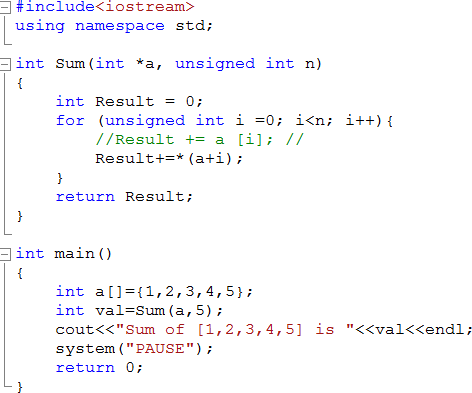 #include<iostream>
using namespace std;
int Sum(int *a, unsigned int n)
{
int Result = 0;
for (unsigned int i =0; i<n; i++){
//Result += a [i]; //
Result+=*(a+i);
}
return Result;
}
int main()
{
int a[]={1,2,3,4,5};
int val=Sum(a,5);
cout<<"Sum of [1,2,3,4,5] is "<<val<<endl;
system("PAUSE");
return 0;
}